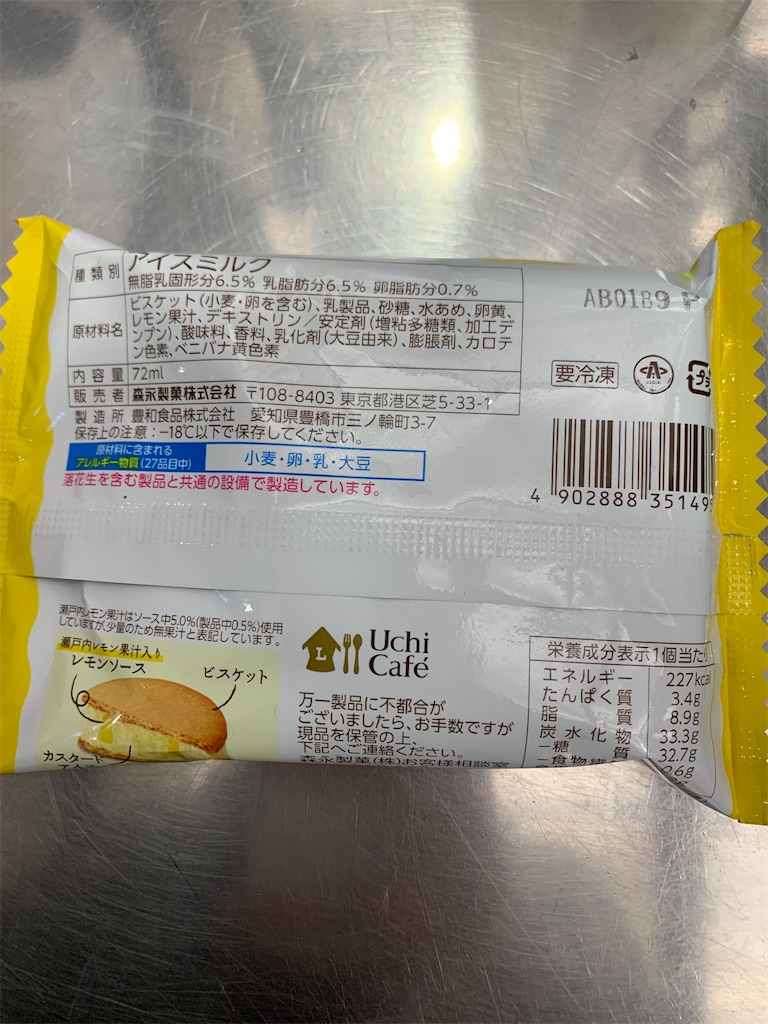 種類別 アイスミルク
無脂乳固形分6.5% 乳脂肪分6.5% 卵脂肪分0.7%
原材料名 ビスケット(小麦・卵を含む)、乳製品、砂糖、水あめ、卵黄、
レモン果汁、デキストリン/安定剤(増粘多糖類、加工デ
ンプン)、酸味料、香料、乳化剤(大豆由来)、膨脹剤、カロテ
ン色素、ベニバナ黄色素
内容量 72ml
販売者 森永製菓株式会社 〒108-8403 東京都港区芝5-33-1
製造所 豊和食品株式会社 愛知県豊橋市三ノ輪町3-7
保存上の注意:-18℃以下で保存してください。
原材料に含まれる
アレルギー物質(27品目中) 小麦・卵・乳・大豆
落花生を含む製品と共通の設備で製造しています。
AB01B9 P
要冷凍
プラ
4 902888 35149
瀬戸内レモン果汁はソース中5.0%(製品中0.5%)使用
していますが、少量のため無果汁と表記しています。
瀬戸内レモン果汁入り
レモンソース
ビスケット
カスタード
L
Uchi
Café
万一製品に不都合が
ございましたら、お手数ですが
現品を保管の上、
下記へご連絡ください。
森永製菓(株)お客様相談室
栄養成分表示1個当た
エネルギー 227kcal
たんぱく質 3.4g
脂質 8.9g
炭水化物 33.3g
-糖質 32.7g
-食物繊 0.6g